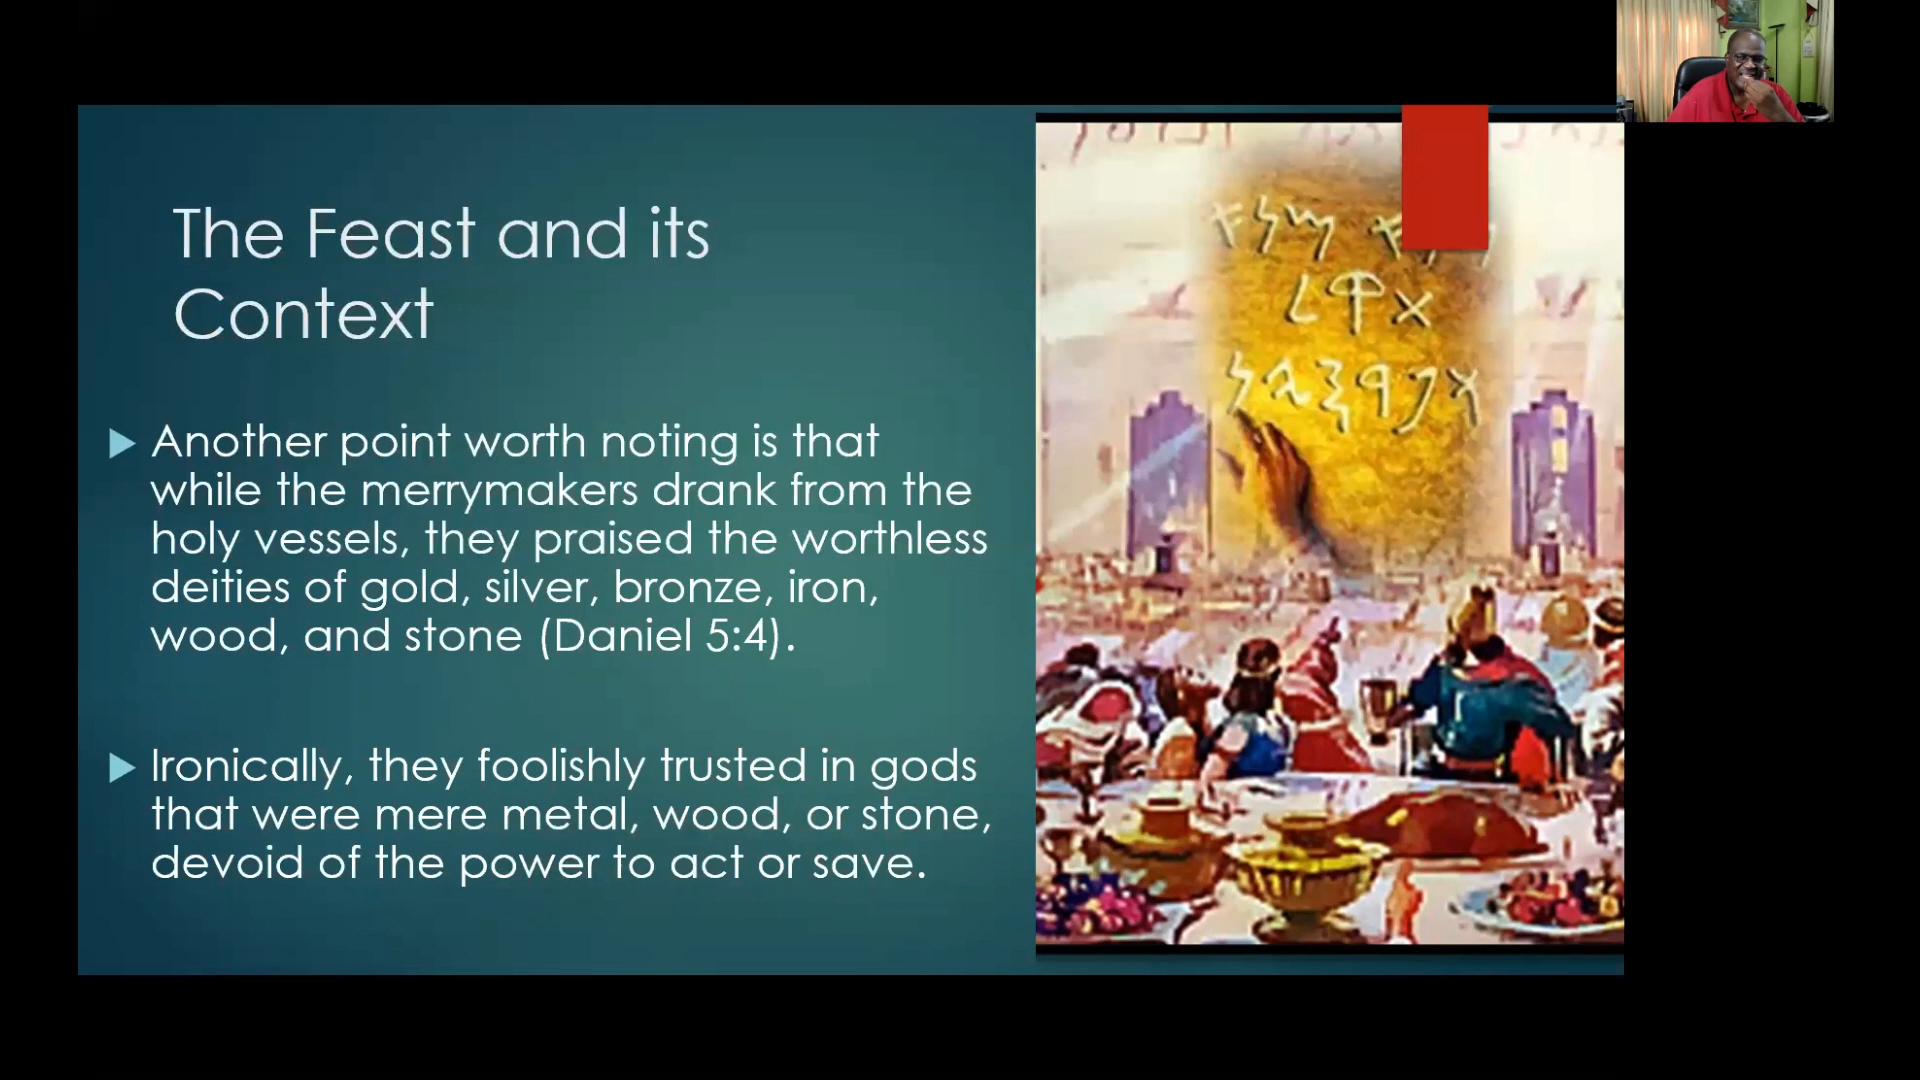 The Feast and its
Context
Another point worth noting is that
while the merrymakers drank from the
holy vessels, they praised the worthless
deities of gold, silver, bronze, iron,
wood, and stone (Daniel 5:4).
Ironically, they foolishly trusted in gods
that were mere metal, wood, or stone,
devoid of the power to act or save.